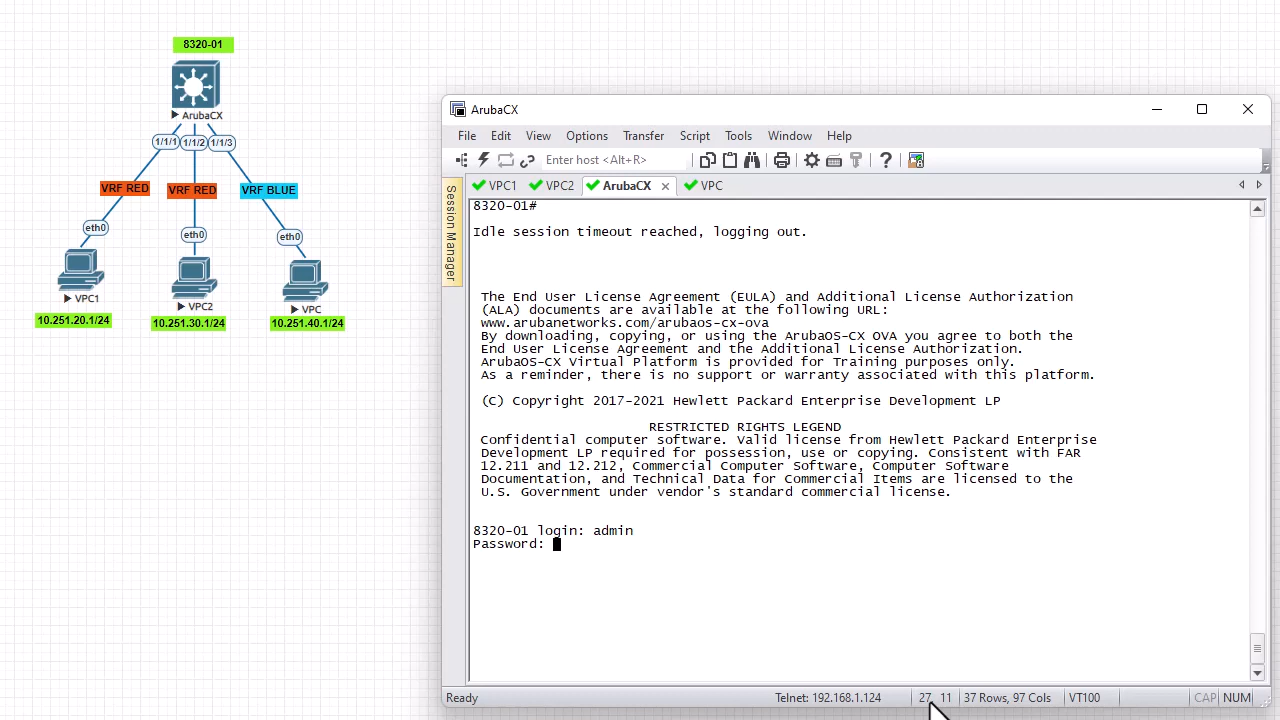 8320-01
ArubaCX
1/1/1
1/1/2
1/1/3
VRF RED
VRF RED
VRF BLUE
eth0
eth0
eth0
VPC1
VPC2
VPC
10.251.20.1/24
10.251.30.1/24
10.251.40.1/24
ArubaCX
File Edit View Options Transfer Script Tools Window Help
Enter host <Alt+R>
VPC1 VPC2 ArubaCX VPC
Session Manager
8320-01#
Idle session timeout reached, logging out.
The End User License Agreement (EULA) and Additional License Authorization
(ALA) documents are available at the following URL:
www.arubanetworks.com/arubaos-cx-ova
By downloading, copying, or using the ArubaOS-CX OVA you agree to both the
End User License Agreement and the Additional License Authorization.
ArubaOS-CX Virtual Platform is provided for Training purposes only.
As a reminder, there is no support or warranty associated with this platform.
(C) Copyright 2017-2021 Hewlett Packard Enterprise Development LP
RESTRICTED RIGHTS LEGEND
Confidential computer software. Valid license from Hewlett Packard Enterprise
Development LP required for possession, use or copying. Consistent with FAR
12.211 and 12.212, Commercial Computer Software, Computer Software
Documentation, and Technical Data for Commercial Items are licensed to the
U.S. Government under vendor's standard commercial license.
8320-01 login: admin
Password:
Ready Telnet: 192.168.1.124 27, 11 37 Rows, 97 Cols VT100 CAP NUM